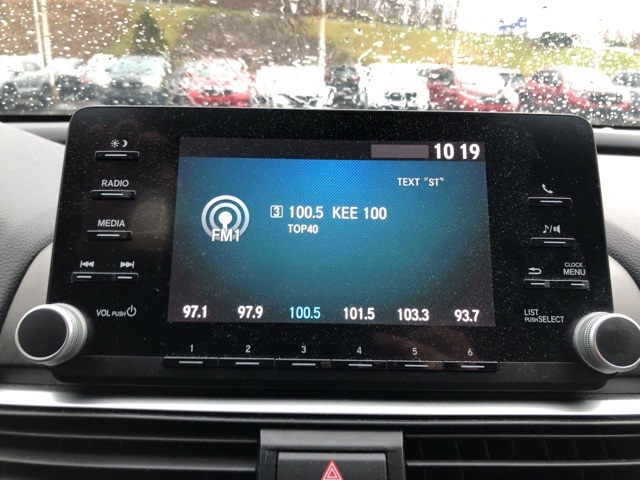 10 19
TEXT "ST"
3 100.5 KEE 100
TOP40
FM1
97.1 97.9 100.5 101.5 103.3 93.7
RADIO
MEDIA
VOL PUSH
CLOCK
MENU
LIST
PUSH SELECT
1 2 3 4 5 6